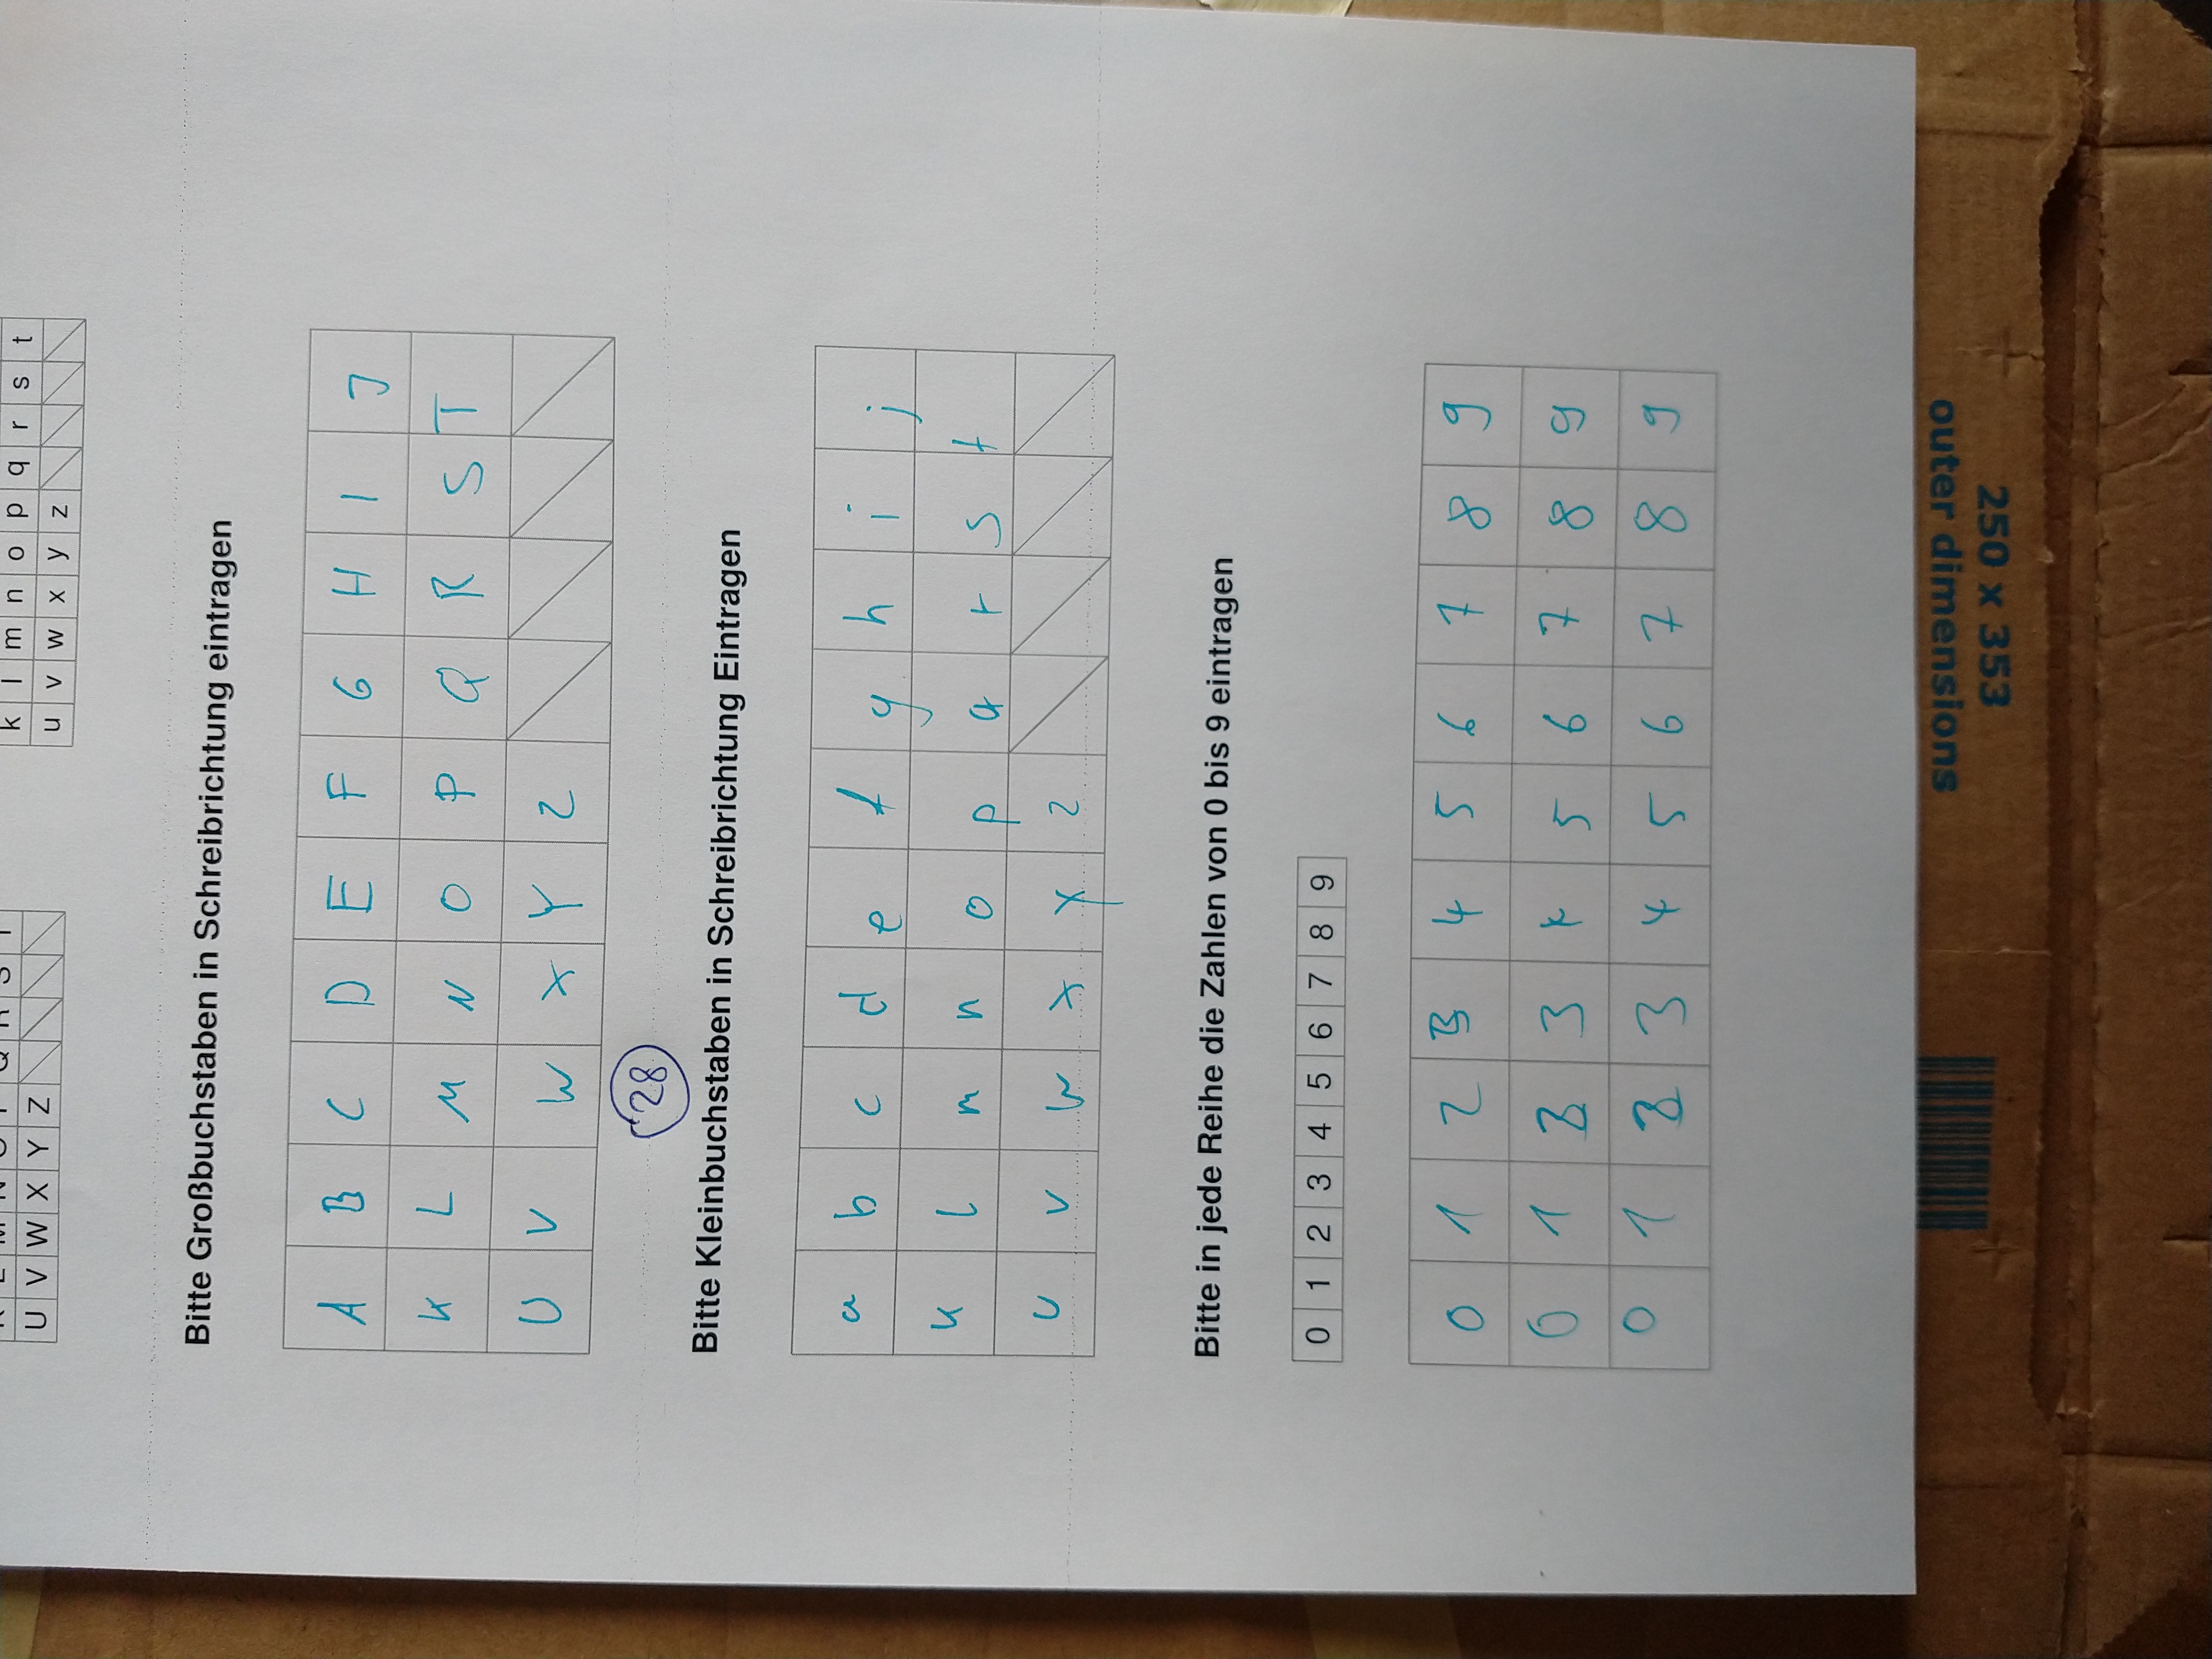 K L M N O P Q R S T
U V W X Y Z
k l m n o p q r s t
u v w x y z
Bitte Großbuchstaben in Schreibrichtung eintragen
A B C D E F G H I J
K L M N O P Q R S T
U V W X Y Z
28
Bitte Kleinbuchstaben in Schreibrichtung Eintragen
a b c d e f g h i j
k l m n o p q r s t
u v w x y z
Bitte in jede Reihe die Zahlen von 0 bis 9 eintragen
0 1 2 3 4 5 6 7 8 9
0 1 2 3 4 5 6 7 8 9
0 1 2 3 4 5 6 7 8 9
0 1 2 3 4 5 6 7 8 9
outer dimensions
250 x 353